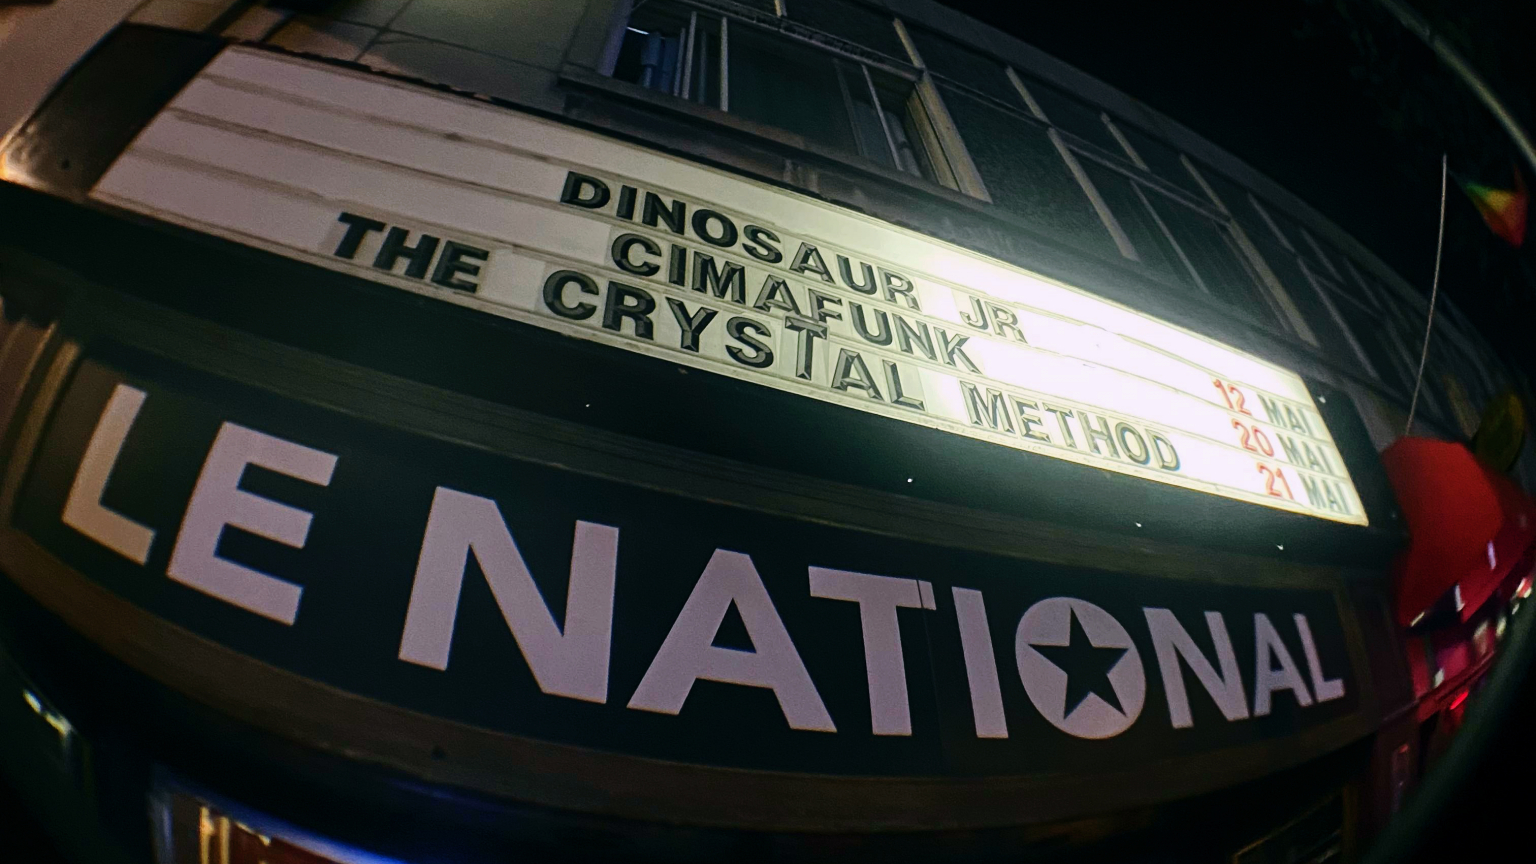 DINOSAUR JR 12 MAI
CIMAFUNK 20 MAI
THE CRYSTAL METHOD 21 MAI
LE NATIONAL